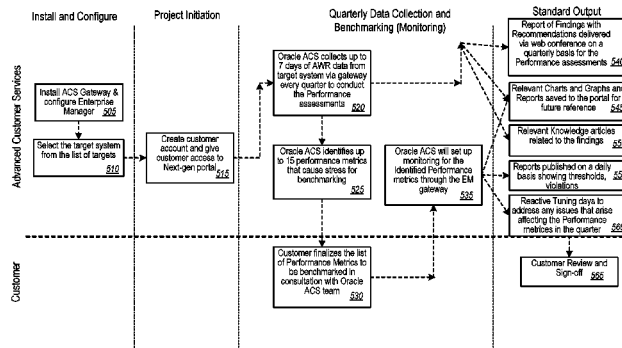 Install and Configure
Project Initiation
Quarterly Data Collection and
Benchmarking (Monitoring)
Standard Output
Advanced Customer Services
Install ACS Gateway &
configure Enterprise
Manager 505
Select the target system
from the list of targets
510
Create customer
account and give
customer access to
Next-gen portal 515
Oracle ACS collects up to
7 days of AWR data from
target system via gateway
every quarter to conduct
the Performance
assessments 520
Oracle ACS identifies up
to 15 performance metrics
that cause stress for
benchmarking
525
Oracle ACS will set up
monitoring for the
Identified Performance
metrics through the EM
gateway
535
Report of Findings with
Recommendations delivered
via web conference on a
quarterly basis for the
Performance assessments 540
Relevant Charts and Graphs and
Reports saved to the portal for
future reference 545
Relevant Knowledge articles
related to the findings 55
Reports published on a daily
basis showing thresholds, 55
violations
Reactive Tuning days to
address any issues that arise
affecting the Performance
metrices in the quarter 560
Customer
Customer finalizes the list
of Performance Metrics to
be benchmarked in
consultation with Oracle
ACS team 530
Customer Review and
Sign-off 565